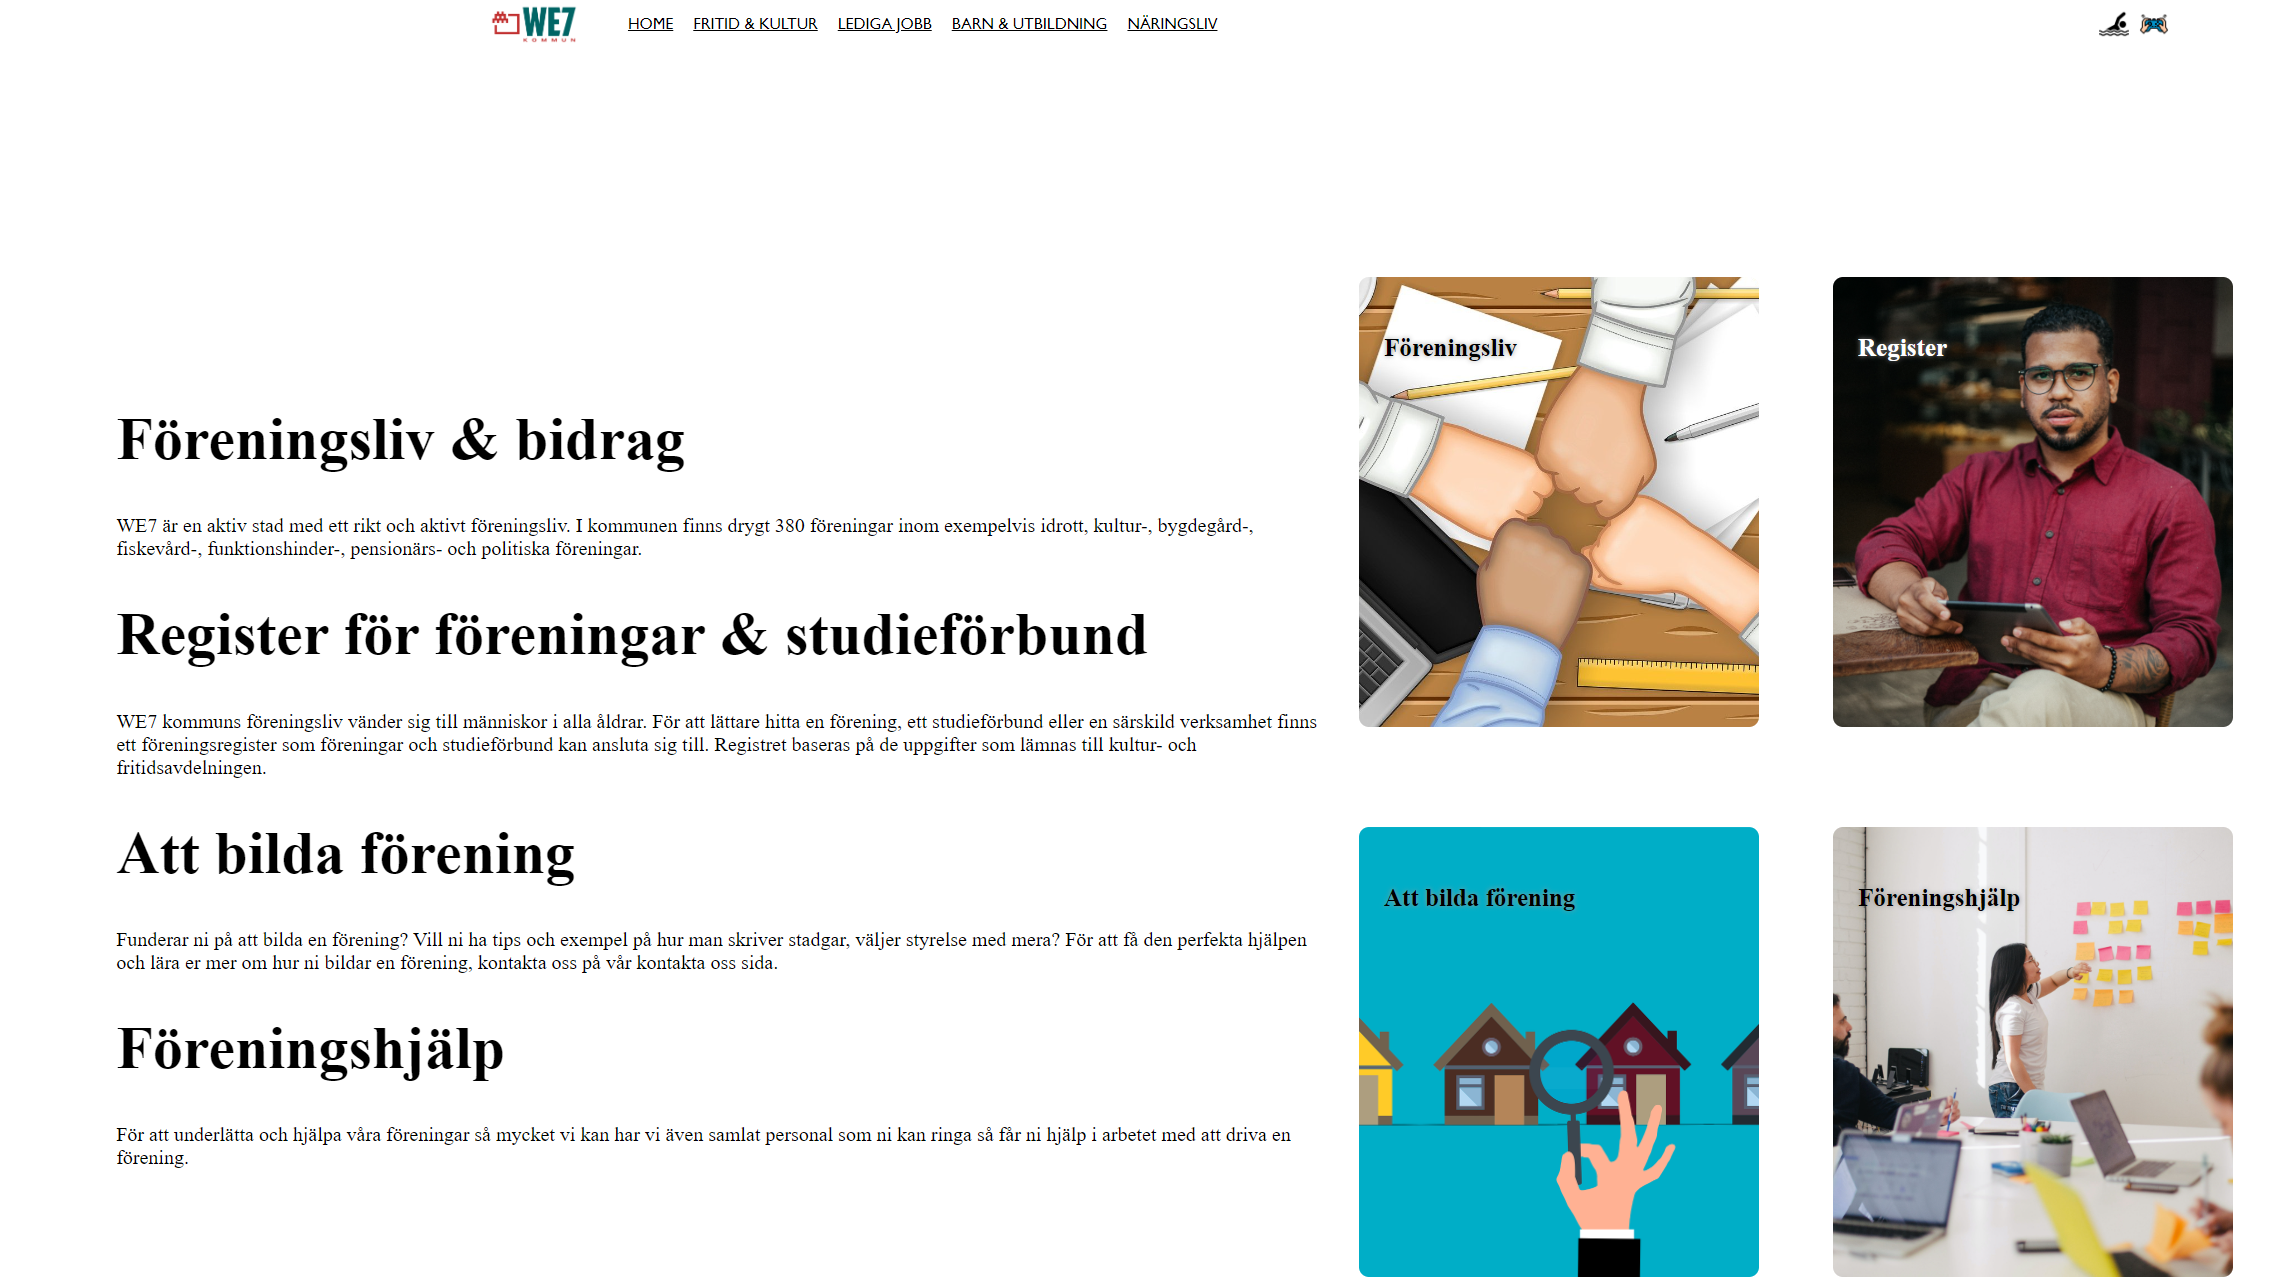 WE7
KOMMUN
HOME FRITID & KULTUR LEDIGA JOBB BARN & UTBILDNING NÄRINGSLIV
Föreningsliv & bidrag
WE7 är en aktiv stad med ett rikt och aktivt föreningsliv. I kommunen finns drygt 380 föreningar inom exempelvis idrott, kultur-, bygdegård-,
fiskevård-, funktionshinder-, pensionärs- och politiska föreningar.
Register för föreningar & studieförbund
WE7 kommuns föreningsliv vänder sig till människor i alla åldrar. För att lättare hitta en förening, ett studieförbund eller en särskild verksamhet finns
ett föreningsregister som föreningar och studieförbund kan ansluta sig till. Registret baseras på de uppgifter som lämnas till kultur- och
fritidsavdelningen.
Att bilda förening
Funderar ni på att bilda en förening? Vill ni ha tips och exempel på hur man skriver stadgar, väljer styrelse med mera? För att få den perfekta hjälpen
och lära er mer om hur ni bildar en förening, kontakta oss på vår kontakta oss sida.
Föreningshjälp
För att underlätta och hjälpa våra föreningar så mycket vi kan har vi även samlat personal som ni kan ringa så får ni hjälp i arbetet med att driva en
förening.
Föreningsliv
Register
Att bilda förening
Föreningshjälp